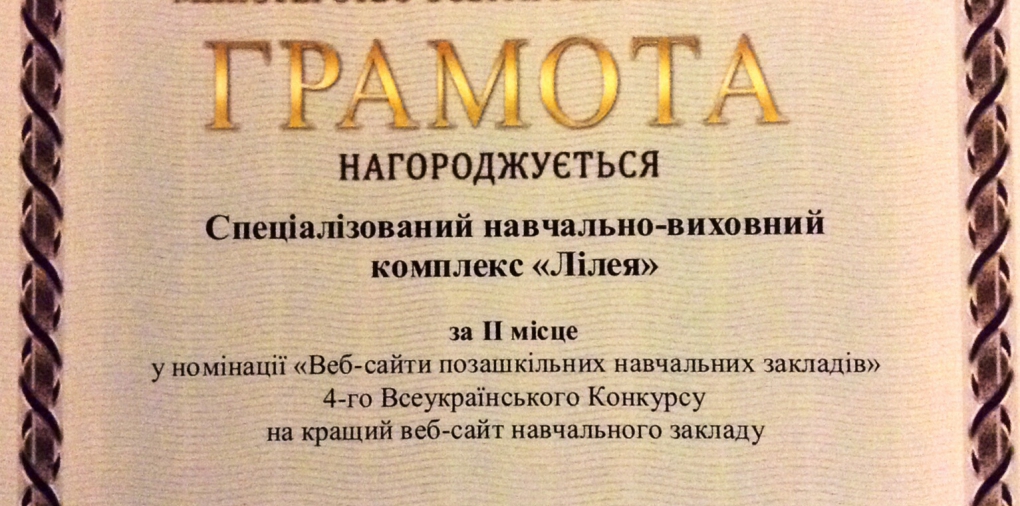 ГРАМОТА
НАГОРОДЖУЄТЬСЯ
Спеціалізований навчально-виховний
комплекс «Лілея»
за ІІ місце
у номінації «Веб-сайти позашкільних навчальних закладів»
4-го Всеукраїнського Конкурсу
на кращий веб-сайт навчального закладу